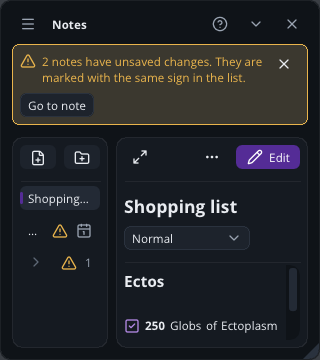 Notes
2 notes have unsaved changes. They are
marked with the same sign in the list.
Go to note
Edit
Shopping...
...
1
Shopping list
Normal
Ectos
250 Globs of Ectoplasm